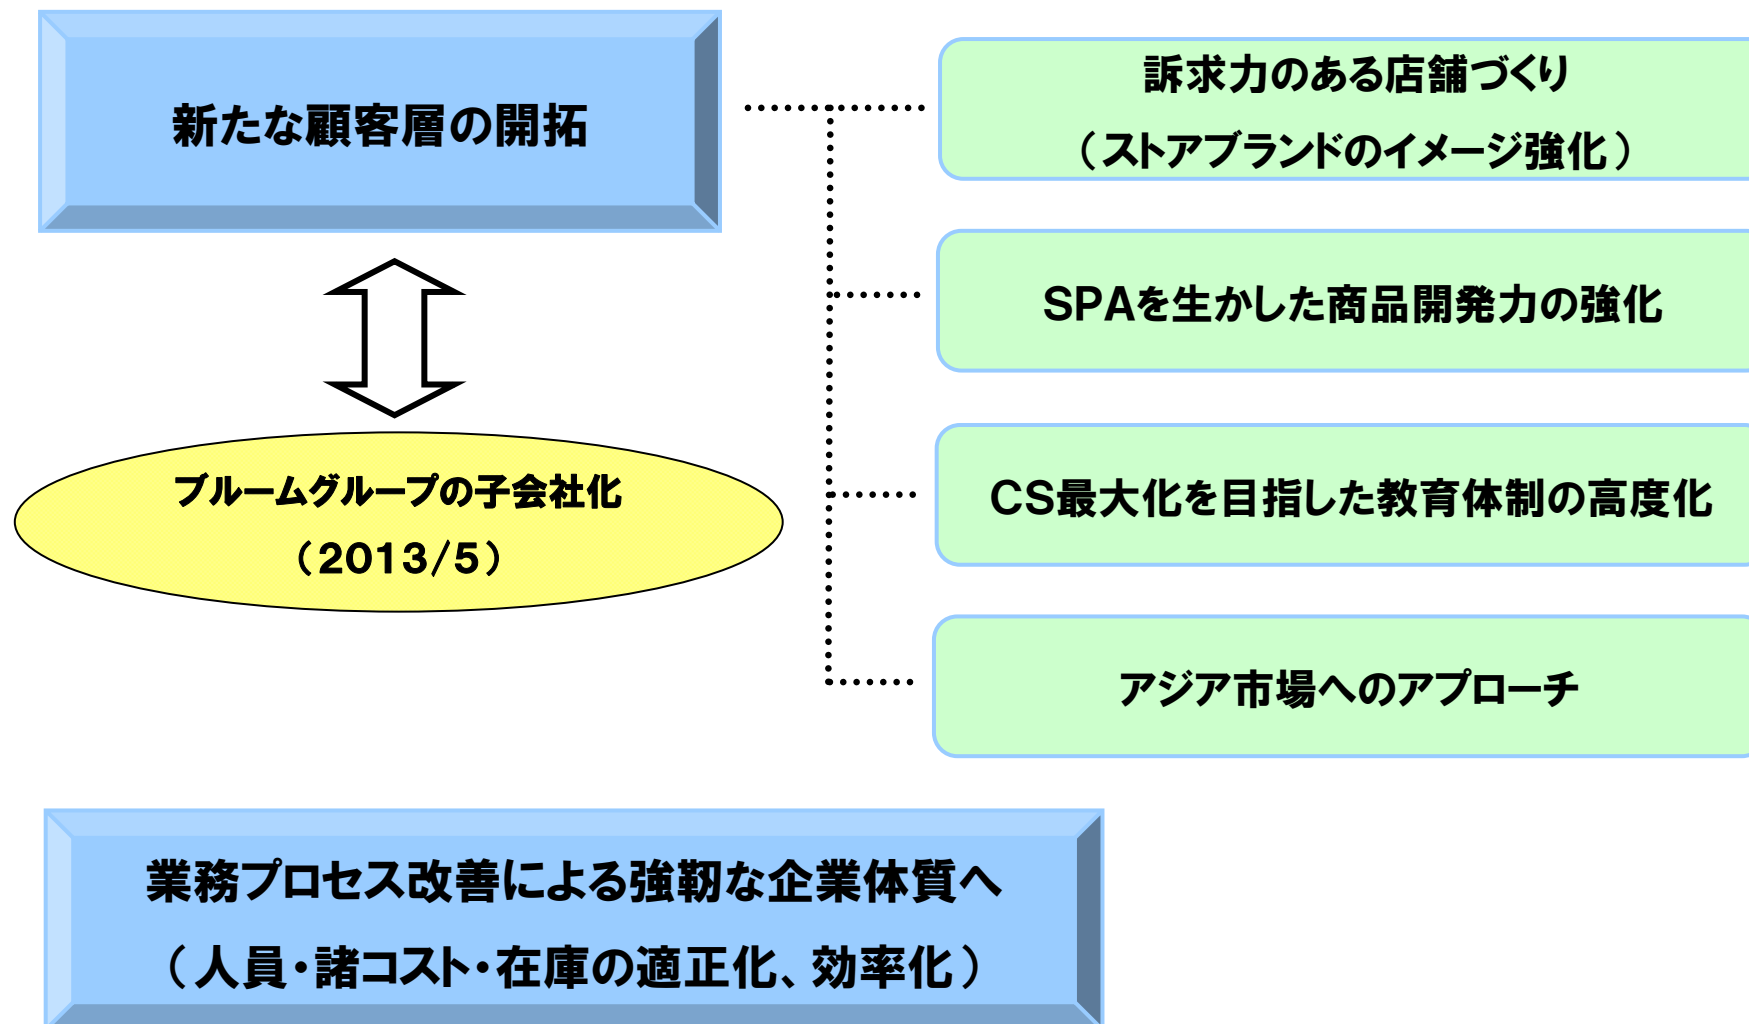 新たな顧客層の開拓
ブルームグループの子会社化
（2013/5）
訴求力のある店舗づくり
（ストアブランドのイメージ強化）
SPAを生かした商品開発力の強化
CS最大化を目指した教育体制の高度化
アジア市場へのアプローチ
業務プロセス改善による強靭な企業体質へ
（人員・諸コスト・在庫の適正化、効率化）